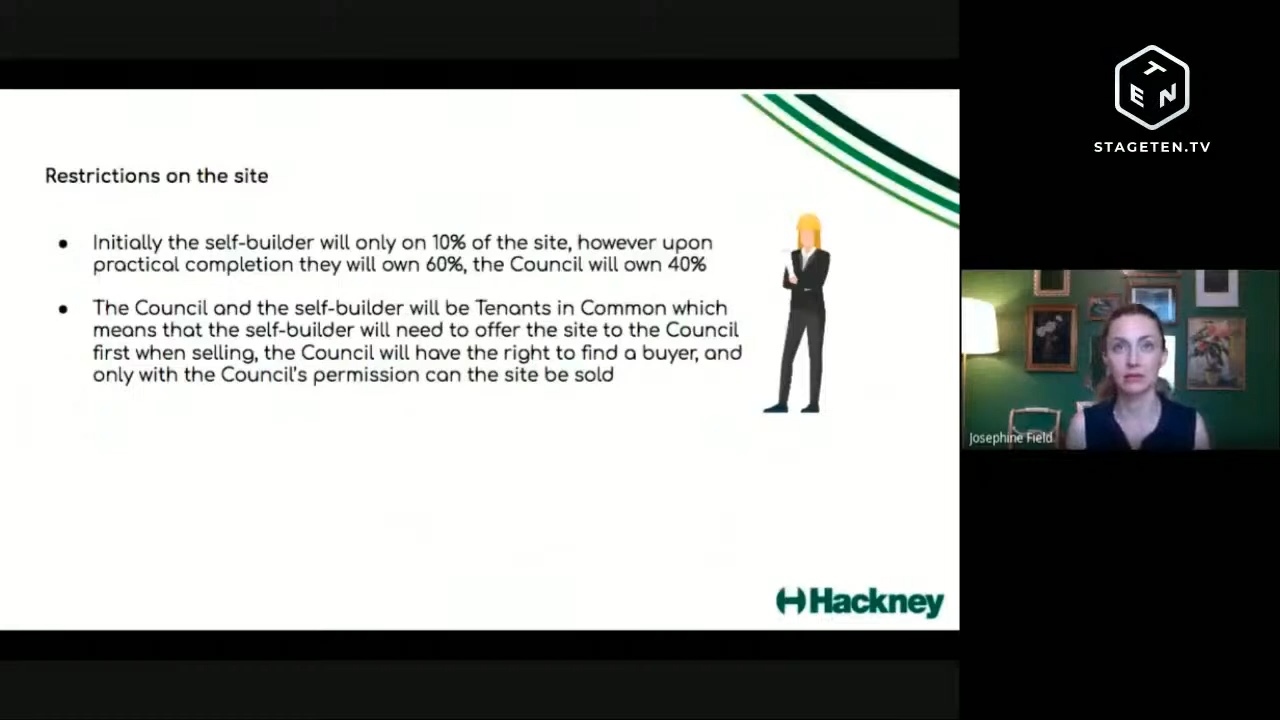 Restrictions on the site
● Initially the self-builder will only on 10% of the site, however upon
practical completion they will own 60%, the Council will own 40%
● The Council and the self-builder will be Tenants in Common which
means that the self-builder will need to offer the site to the Council
first when selling, the Council will have the right to find a buyer, and
only with the Council's permission can the site be sold
Hackney
TEN
STAGETEN.TV
Josephine Field